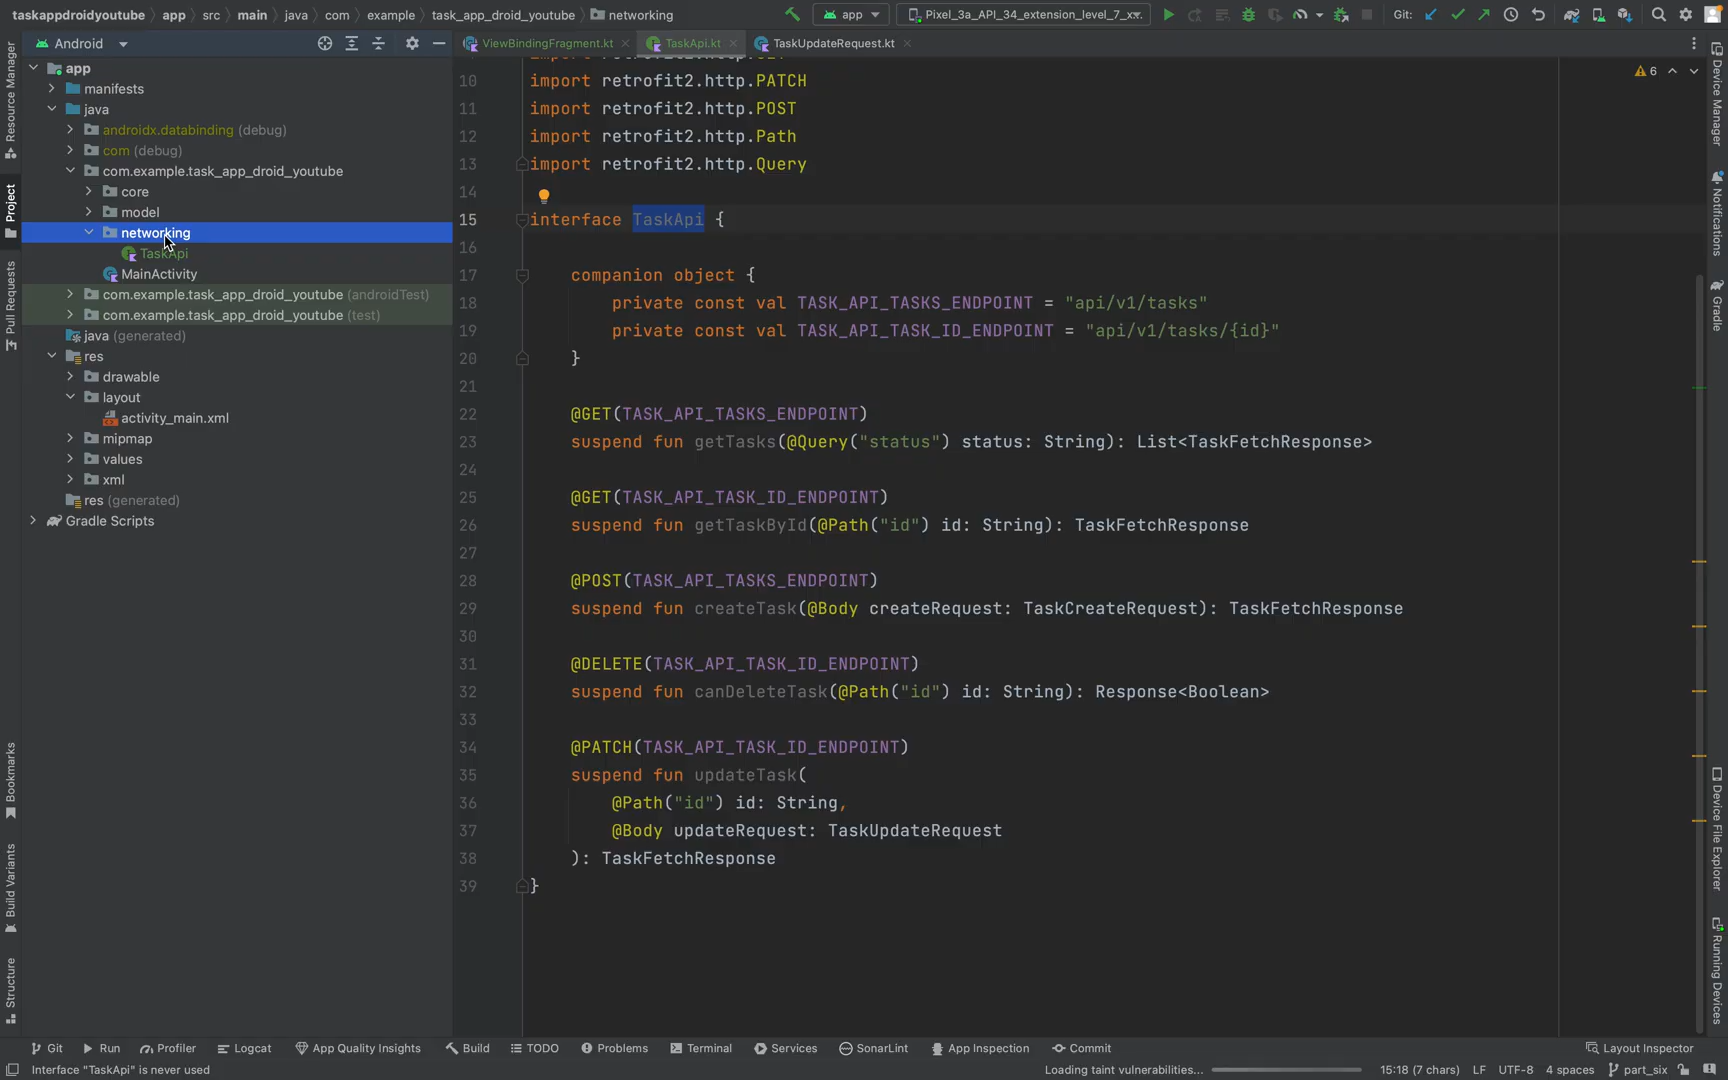 taskappdroidyoutube app src main java com example task_app_droid_youtube networking
app Pixel_3a_API_34_extension_level_7_x Git:
Android
ViewBindingFragment.kt TaskApi.kt TaskUpdateRequest.kt
Resource Manager
Project
Pull Requests
Bookmarks
Build Variants
Structure
app
manifests
java
androidx.databinding (debug)
com (debug)
com.example.task_app_droid_youtube
core
model
networking
TaskApi
MainActivity
com.example.task_app_droid_youtube (androidTest)
com.example.task_app_droid_youtube (test)
java (generated)
res
drawable
layout
activity_main.xml
mipmap
values
xml
res (generated)
Gradle Scripts
6
10 import retrofit2.http.PATCH
11 import retrofit2.http.POST
12 import retrofit2.http.Path
13 import retrofit2.http.Query
14
15 interface TaskApi {
16
17 companion object {
18 private const val TASK_API_TASKS_ENDPOINT = "api/v1/tasks"
19 private const val TASK_API_TASK_ID_ENDPOINT = "api/v1/tasks/{id}"
20 }
21
22 @GET(TASK_API_TASKS_ENDPOINT)
23 suspend fun getTasks(@Query("status") status: String): List<TaskFetchResponse>
24
25 @GET(TASK_API_TASK_ID_ENDPOINT)
26 suspend fun getTaskById(@Path("id") id: String): TaskFetchResponse
27
28 @POST(TASK_API_TASKS_ENDPOINT)
29 suspend fun createTask(@Body createRequest: TaskCreateRequest): TaskFetchResponse
30
31 @DELETE(TASK_API_TASK_ID_ENDPOINT)
32 suspend fun canDeleteTask(@Path("id") id: String): Response<Boolean>
33
34 @PATCH(TASK_API_TASK_ID_ENDPOINT)
35 suspend fun updateTask(
36 @Path("id") id: String,
37 @Body updateRequest: TaskUpdateRequest
38 ): TaskFetchResponse
39 }
Device Manager
Notifications
Gradle
Device File Explorer
Running Devices
Git Run Profiler Logcat App Quality Insights Build TODO Problems Terminal Services SonarLint App Inspection Commit Layout Inspector
Interface "TaskApi" is never used Loading taint vulnerabilities... 15:18 (7 chars) LF UTF-8 4 spaces part_six